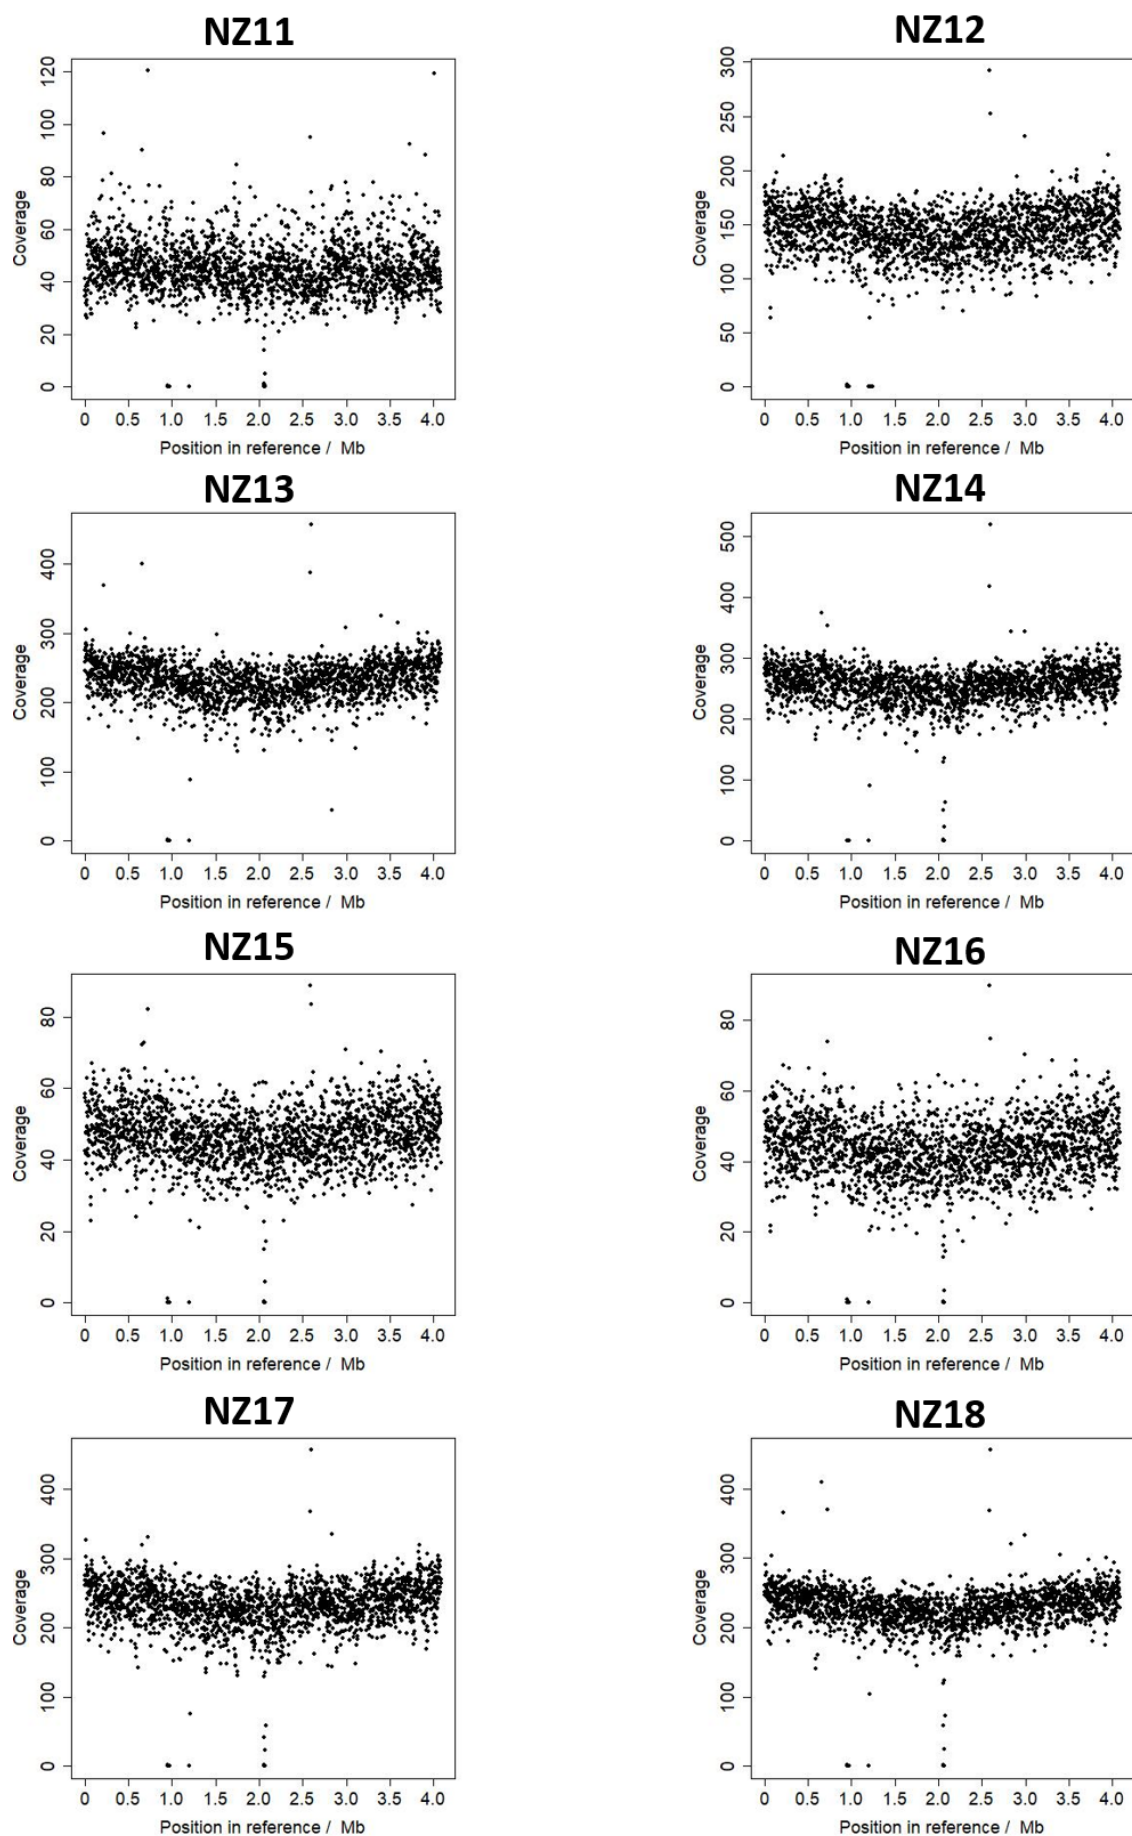 NZ11
Coverage
0 20 40 60 80 100 120
0 0.5 1.0 1.5 2.0 2.5 3.0 3.5 4.0
Position in reference / Mb
NZ12
Coverage
0 50 100 150 200 250 300
0 0.5 1.0 1.5 2.0 2.5 3.0 3.5 4.0
Position in reference / Mb
NZ13
Coverage
0 100 200 300 400
0 0.5 1.0 1.5 2.0 2.5 3.0 3.5 4.0
Position in reference / Mb
NZ14
Coverage
0 100 200 300 400 500
0 0.5 1.0 1.5 2.0 2.5 3.0 3.5 4.0
Position in reference / Mb
NZ15
Coverage
0 20 40 60 80
0 0.5 1.0 1.5 2.0 2.5 3.0 3.5 4.0
Position in reference / Mb
NZ16
Coverage
0 20 40 60 80
0 0.5 1.0 1.5 2.0 2.5 3.0 3.5 4.0
Position in reference / Mb
NZ17
Coverage
0 100 200 300 400
0 0.5 1.0 1.5 2.0 2.5 3.0 3.5 4.0
Position in reference / Mb
NZ18
Coverage
0 100 200 300 400
0 0.5 1.0 1.5 2.0 2.5 3.0 3.5 4.0
Position in reference / Mb